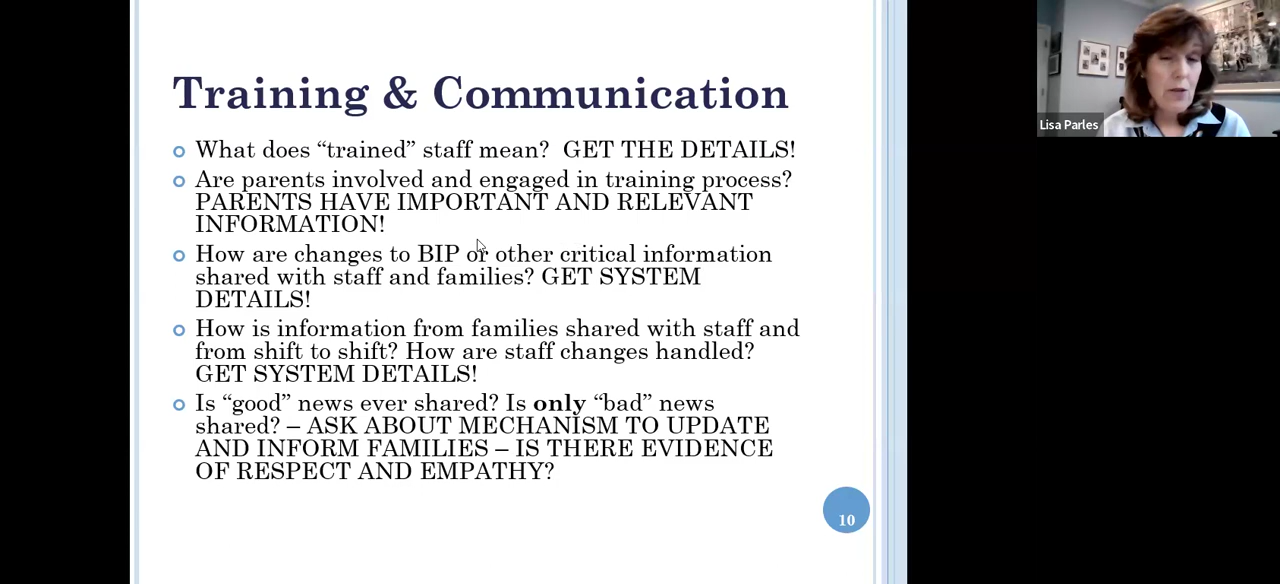 Training & Communication
What does “trained” staff mean?  GET THE DETAILS!
Are parents involved and engaged in training process?
PARENTS HAVE IMPORTANT AND RELEVANT
INFORMATION!
How are changes to BIP or other critical information
shared with staff and families? GET SYSTEM
DETAILS!
How is information from families shared with staff and
from shift to shift? How are staff changes handled?
GET SYSTEM DETAILS!
Is “good” news ever shared? Is only “bad” news
shared? – ASK ABOUT MECHANISM TO UPDATE
AND INFORM FAMILIES – IS THERE EVIDENCE
OF RESPECT AND EMPATHY?
10
Lisa Parles